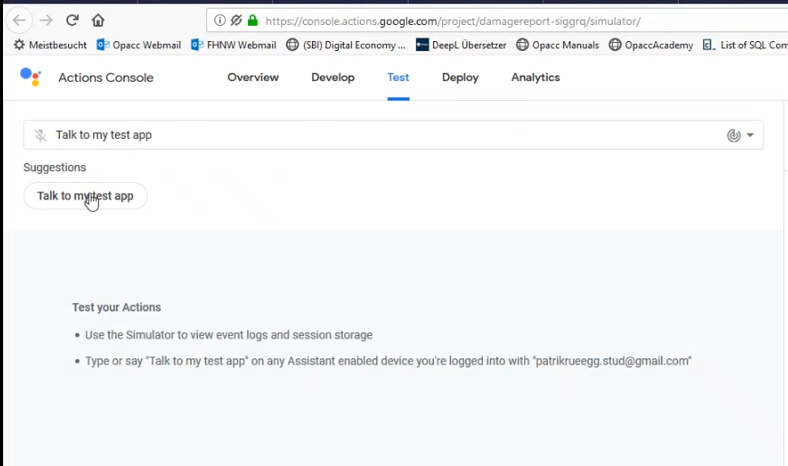 https://console.actions.google.com/project/damagereport-siggrq/simulator/
Meistbesucht Opacc Webmail FHNW Webmail (SBI) Digital Economy ... DeepL Übersetzer Opacc Manuals OpaccAcademy List of SQL Com
Actions Console Overview Develop Test Deploy Analytics
Talk to my test app
Suggestions
Talk to my test app
Test your Actions
• Use the Simulator to view event logs and session storage
• Type or say "Talk to my test app" on any Assistant enabled device you're logged into with "patrikrueegg.stud@gmail.com"